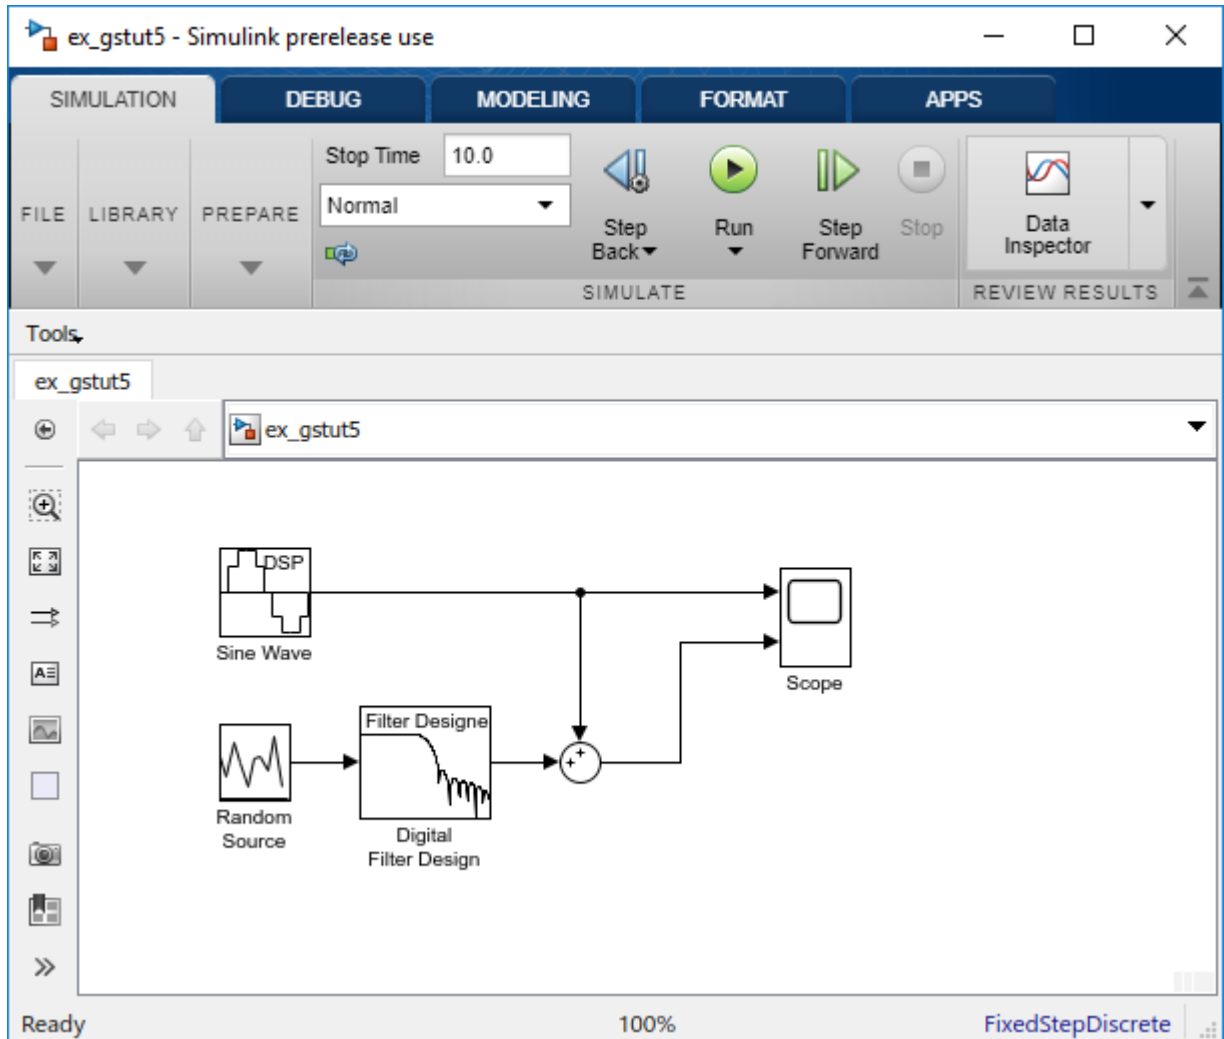 ex_gstut5 - Simulink prerelease use
SIMULATION DEBUG MODELING FORMAT APPS
FILE LIBRARY PREPARE
Stop Time 10.0
Normal
Step Back
Run
Step Forward
Stop
Data Inspector
SIMULATE REVIEW RESULTS
Tools
ex_gstut5
ex_gstut5
DSP
Sine Wave
Scope
Filter Designe
Random
Source
Digital
Filter Design
Ready 100% FixedStepDiscrete